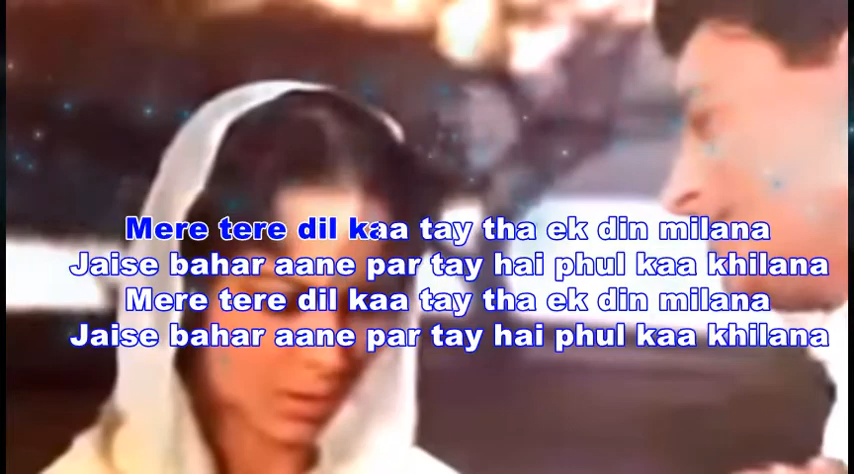 Mere tere dil kaa tay tha ek din milana
Jaise bahar aane par tay hai phul kaa khilana
Mere tere dil kaa tay tha ek din milana
Jaise bahar aane par tay hai phul kaa khilana